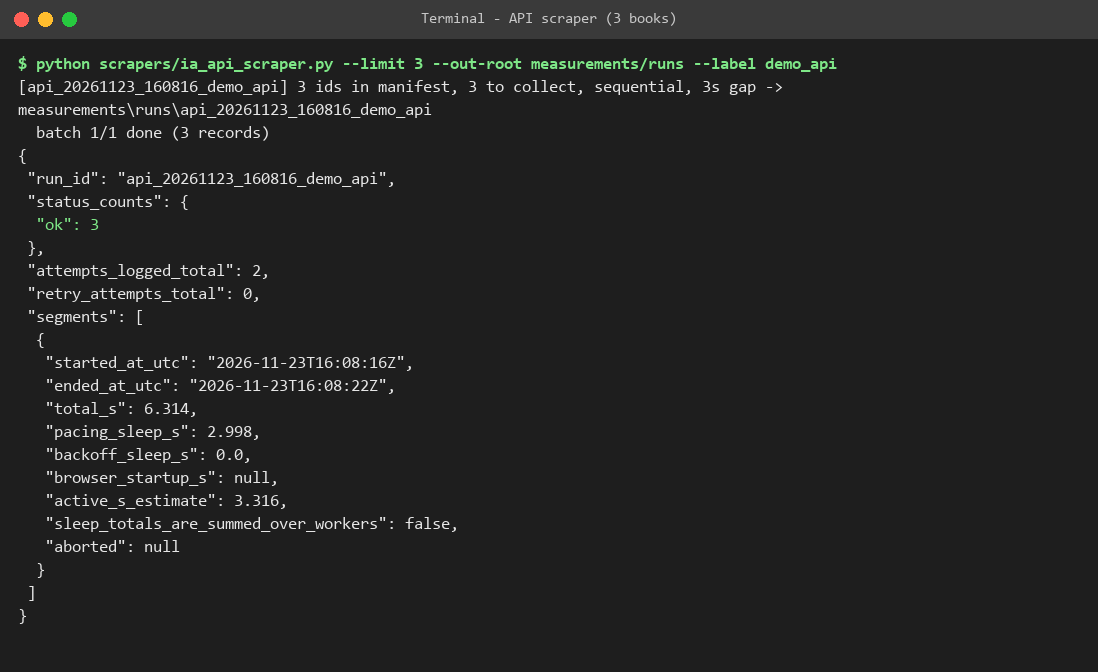 Terminal - API scraper (3 books)
$ python scrapers/ia_api_scraper.py --limit 3 --out-root measurements/runs --label demo_api
[api_20261123_160816_demo_api] 3 ids in manifest, 3 to collect, sequential, 3s gap ->
measurements\runs\api_20261123_160816_demo_api
  batch 1/1 done (3 records)
{
 "run_id": "api_20261123_160816_demo_api",
 "status_counts": {
  "ok": 3
 },
 "attempts_logged_total": 2,
 "retry_attempts_total": 0,
 "segments": [
  {
   "started_at_utc": "2026-11-23T16:08:16Z",
   "ended_at_utc": "2026-11-23T16:08:22Z",
   "total_s": 6.314,
   "pacing_sleep_s": 2.998,
   "backoff_sleep_s": 0.0,
   "browser_startup_s": null,
   "active_s_estimate": 3.316,
   "sleep_totals_are_summed_over_workers": false,
   "aborted": null
  }
 ]
}